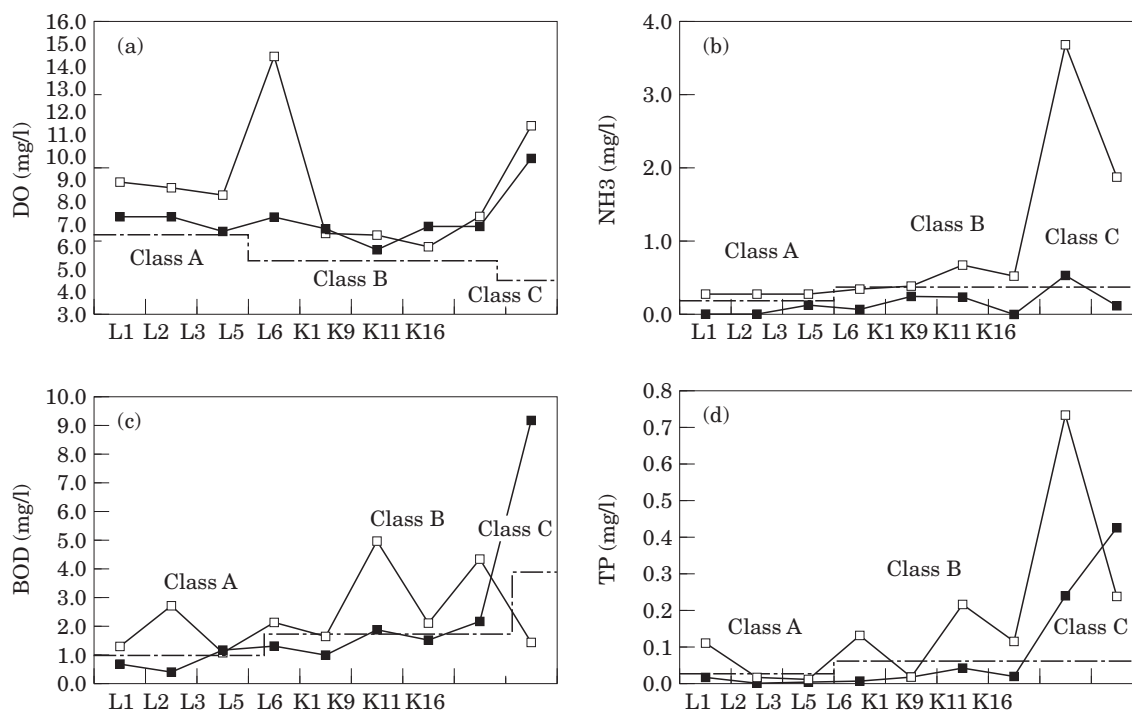 (a)
16.0
15.0
14.0
13.0
12.0
11.0
10.0
9.0
8.0
7.0
6.0
5.0
4.0
3.0
DO (mg/l)
Class A
Class B
Class C
L1 L2 L3 L5 L6 K1 K9 K11 K16
(b)
4.0
3.0
2.0
1.0
0.0
NH3 (mg/l)
Class A
Class B
Class C
L1 L2 L3 L5 L6 K1 K9 K11 K16
(c)
10.0
9.0
8.0
7.0
6.0
5.0
4.0
3.0
2.0
1.0
0.0
BOD (mg/l)
Class A
Class B
Class C
L1 L2 L3 L5 L6 K1 K9 K11 K16
(d)
0.8
0.7
0.6
0.5
0.4
0.3
0.2
0.1
0.0
TP (mg/l)
Class A
Class B
Class C
L1 L2 L3 L5 L6 K1 K9 K11 K16